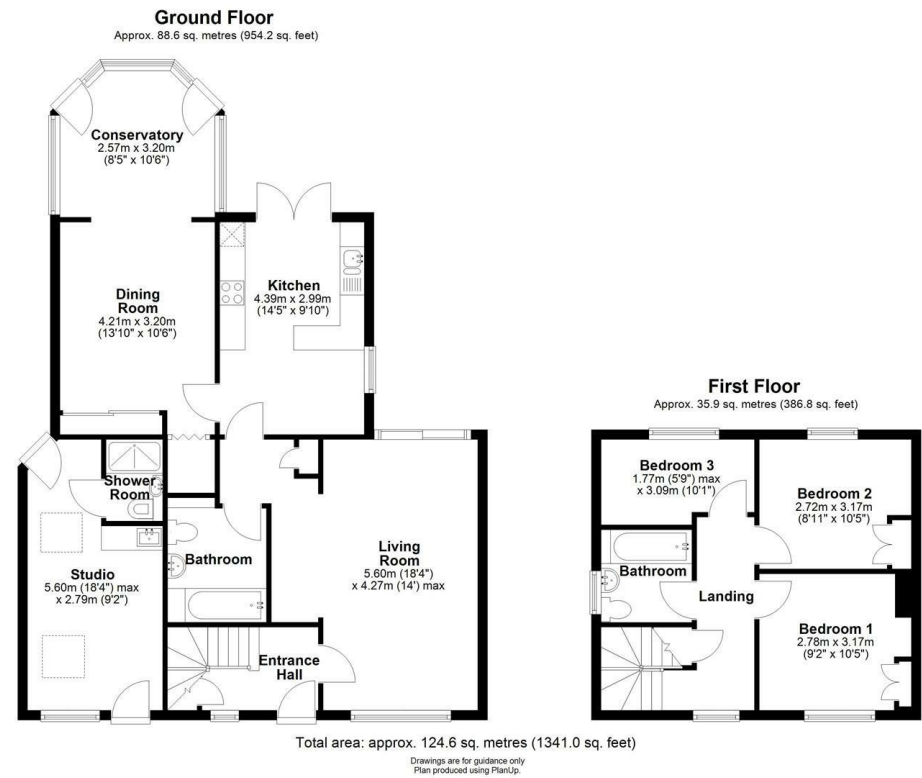 Ground Floor
Approx. 88.6 sq. metres (954.2 sq. feet)
Conservatory
2.57m x 3.20m
(8'5" x 10'6")
Dining
Room
4.21m x 3.20m
(13'10" x 10'6")
Kitchen
4.39m x 2.99m
(14'5" x 9'10")
Shower
Room
Studio
5.60m (18'4") max
x 2.79m (9'2")
Bathroom
Living
Room
5.60m (18'4")
x 4.27m (14') max
Entrance
Hall
First Floor
Approx. 35.9 sq. metres (386.8 sq. feet)
Bedroom 3
1.77m (5'9") max
x 3.09m (10'1")
Bedroom 2
2.72m x 3.17m
(8'11" x 10'5")
Bathroom
Landing
Bedroom 1
2.78m x 3.17m
(9'2" x 10'5")
Total area: approx. 124.6 sq. metres (1341.0 sq. feet)
Drawings are for guidance only
Plan produced using PlanUp.